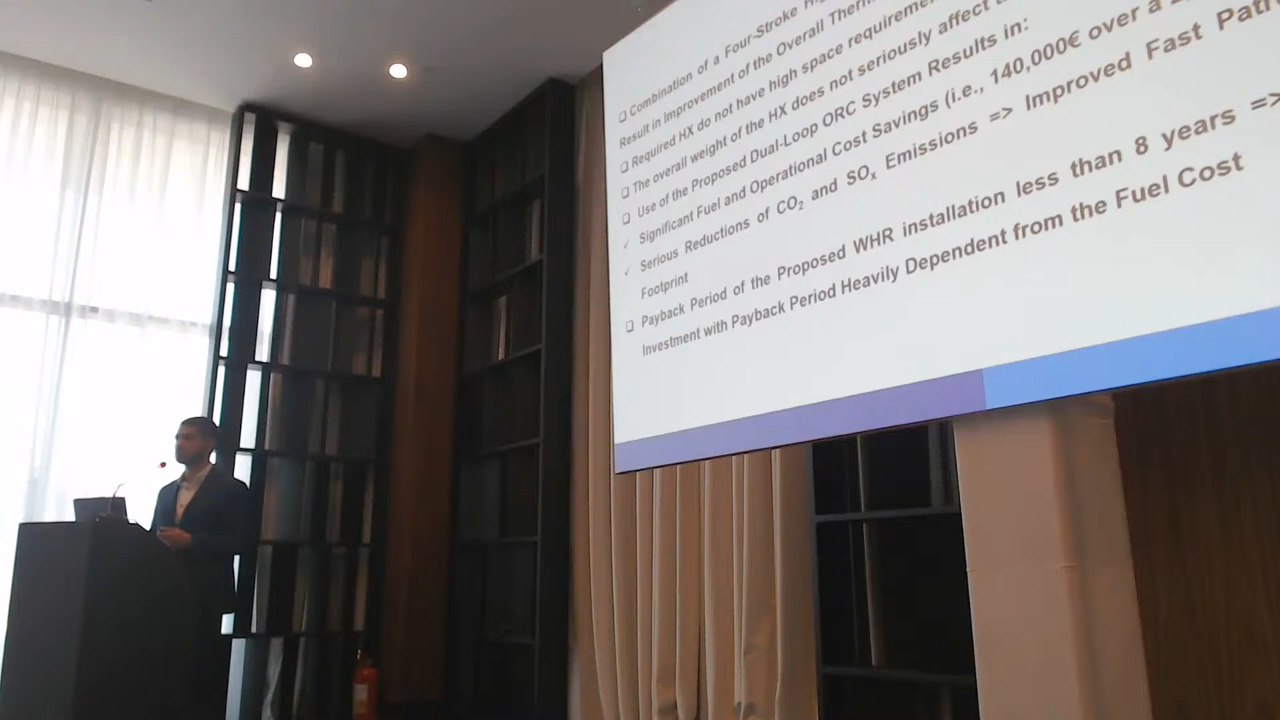 ❑ Combination of a Four-Stroke
Result in Improvement of the Overall
❑ Required HX do not have high space
❑ The overall weight of the HX does not seriously affect
❑ Use of the Proposed Dual-Loop ORC System Results in:
✓ Significant Fuel and Operational Cost Savings (i.e., 140,000€ over a
✓ Serious Reductions of CO₂ and SOₓ Emissions => Improved Fast
Footprint
❑ Payback Period of the Proposed WHR installation less than 8 years =>
Investment with Payback Period Heavily Dependent from the Fuel Cost